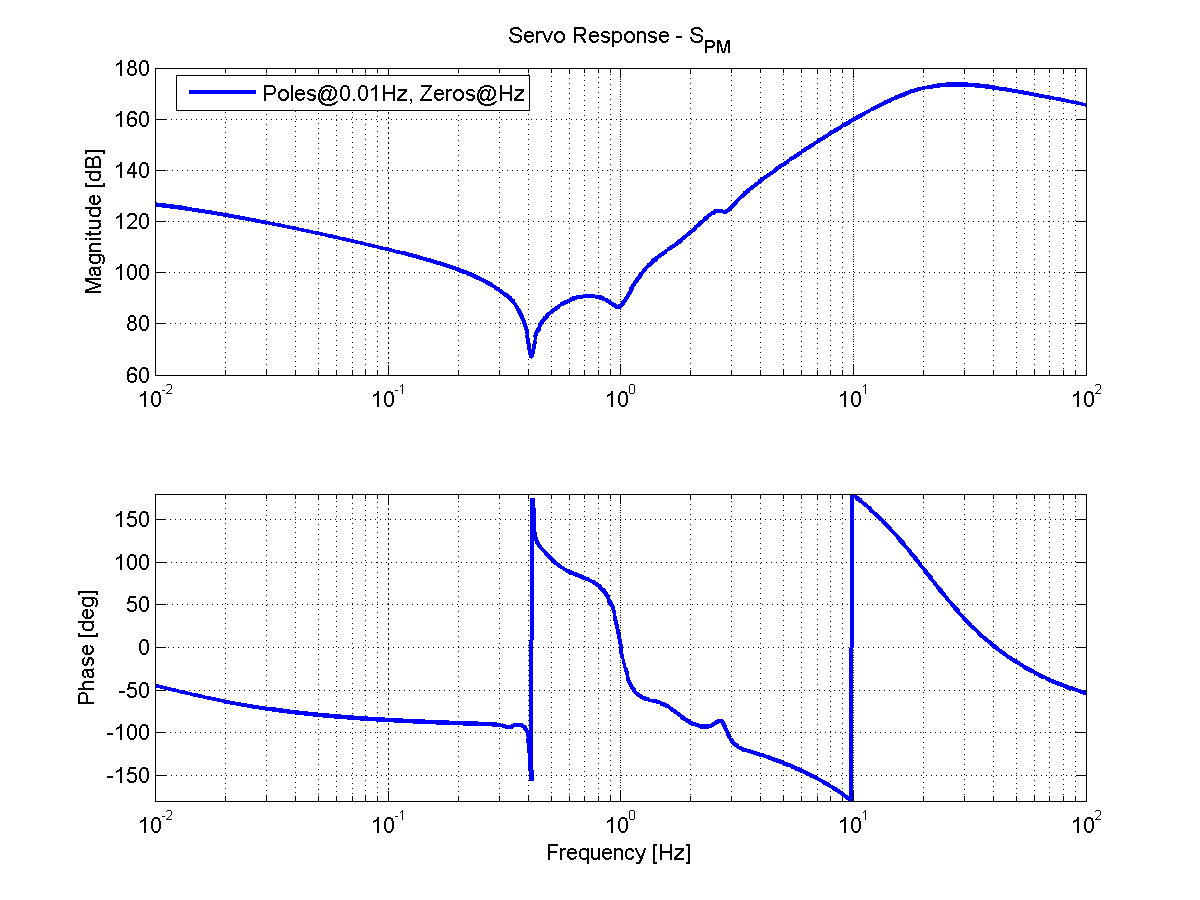 Servo Response - S_PM
Poles@0.01Hz, Zeros@Hz
Magnitude [dB]
180
160
140
120
100
80
60
10^-2 10^-1 10^0 10^1 10^2
Phase [deg]
150
100
50
0
-50
-100
-150
10^-2 10^-1 10^0 10^1 10^2
Frequency [Hz]